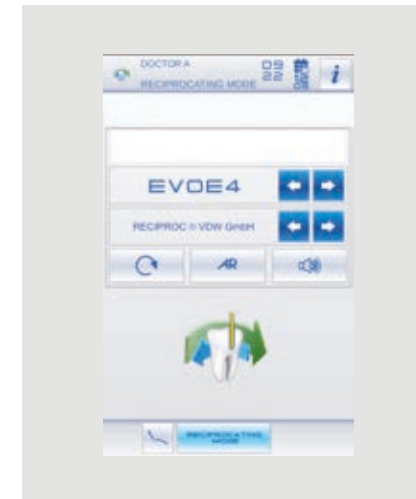 DOCTOR A
RECIPROCATING MODE
09
22
i
EVOE4
RECIPROC ® VDW GmbH
AR
RECIPROCATING
MODE